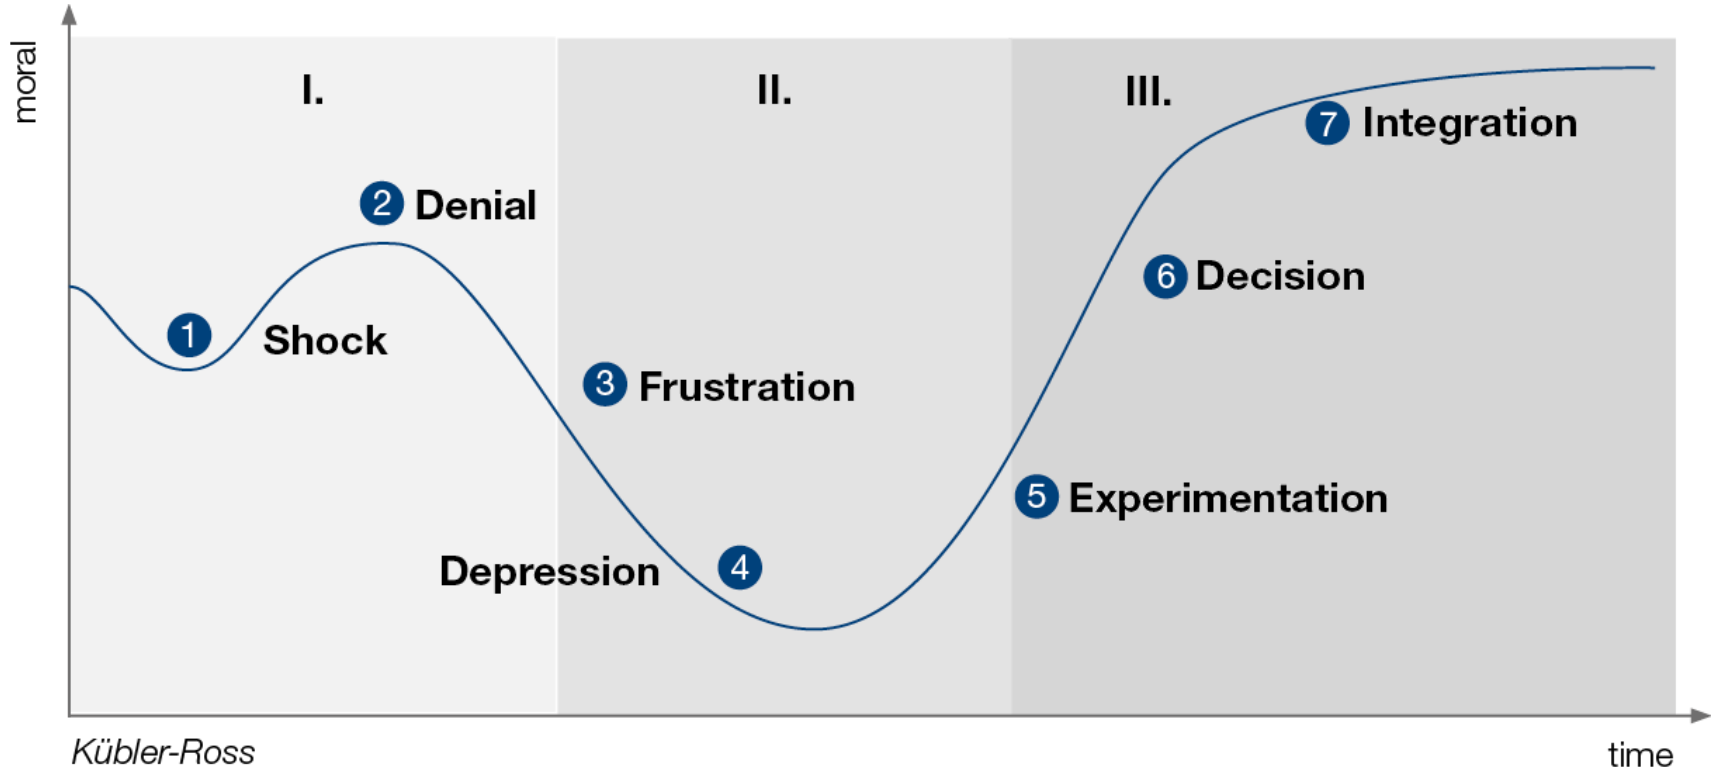 moral
I.
II.
III.
7 Integration
2 Denial
6 Decision
1 Shock
3 Frustration
5 Experimentation
Depression 4
Kübler-Ross
time